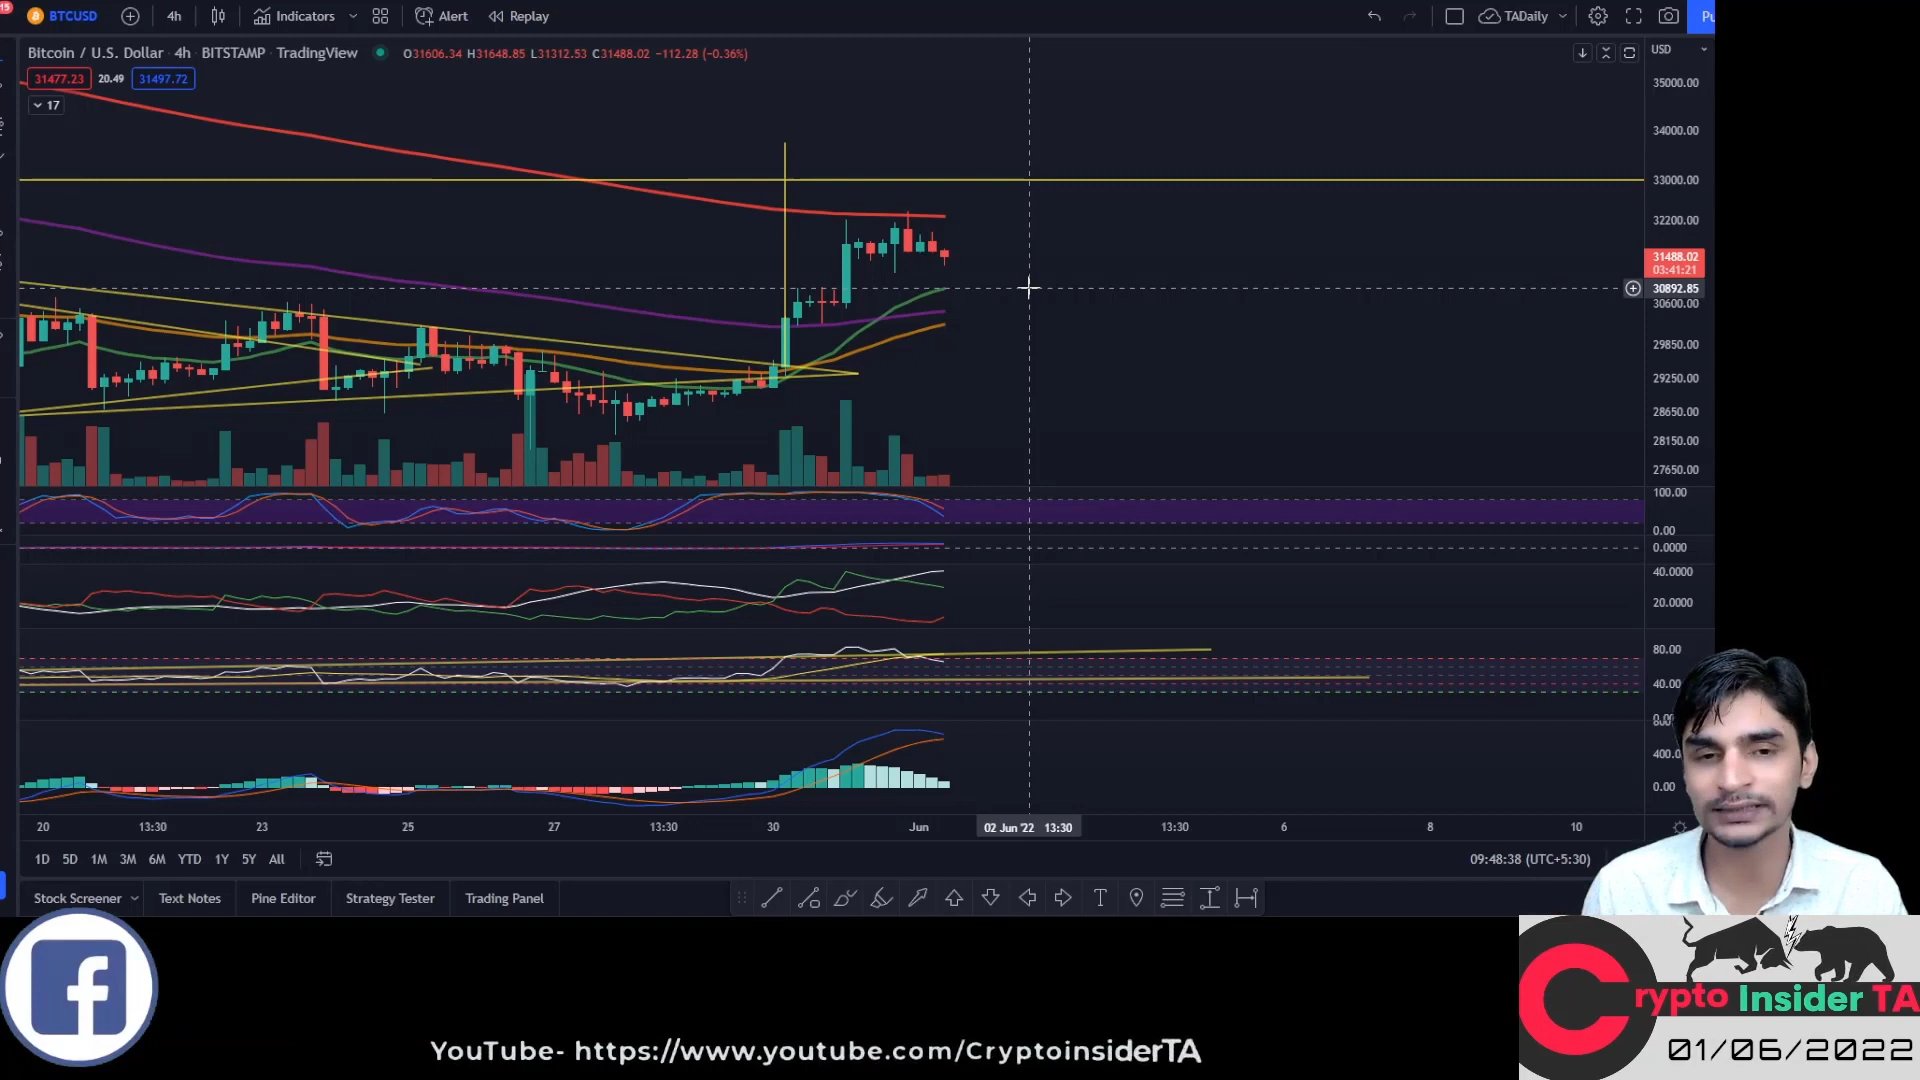 15
BTCUSD 4h Indicators Alert Replay TADaily Pu
Bitcoin / U.S. Dollar · 4h · BITSTAMP · TradingView O31606.34 H31648.85 L31312.53 C31488.02 −112.28 (−0.36%) USD
31477.23 20.49 31497.72
17
35000.00
34000.00
33000.00
32200.00
31488.02
03:41:21
30892.85
30600.00
29850.00
29250.00
28650.00
28150.00
27650.00
100.00
0.00
0.0000
40.0000
20.0000
80.00
40.00
0.00
0.00
20 13:30 23 25 27 13:30 30 Jun 02 Jun '22 13:30 13:30 6 8 10
1D 5D 1M 3M 6M YTD 1Y 5Y All 09:48:38 (UTC+5:30)
Stock Screener Text Notes Pine Editor Strategy Tester Trading Panel
f
Crypto Insider TA
01/06/2022
YouTube- https://www.youtube.com/CryptoinsiderTA